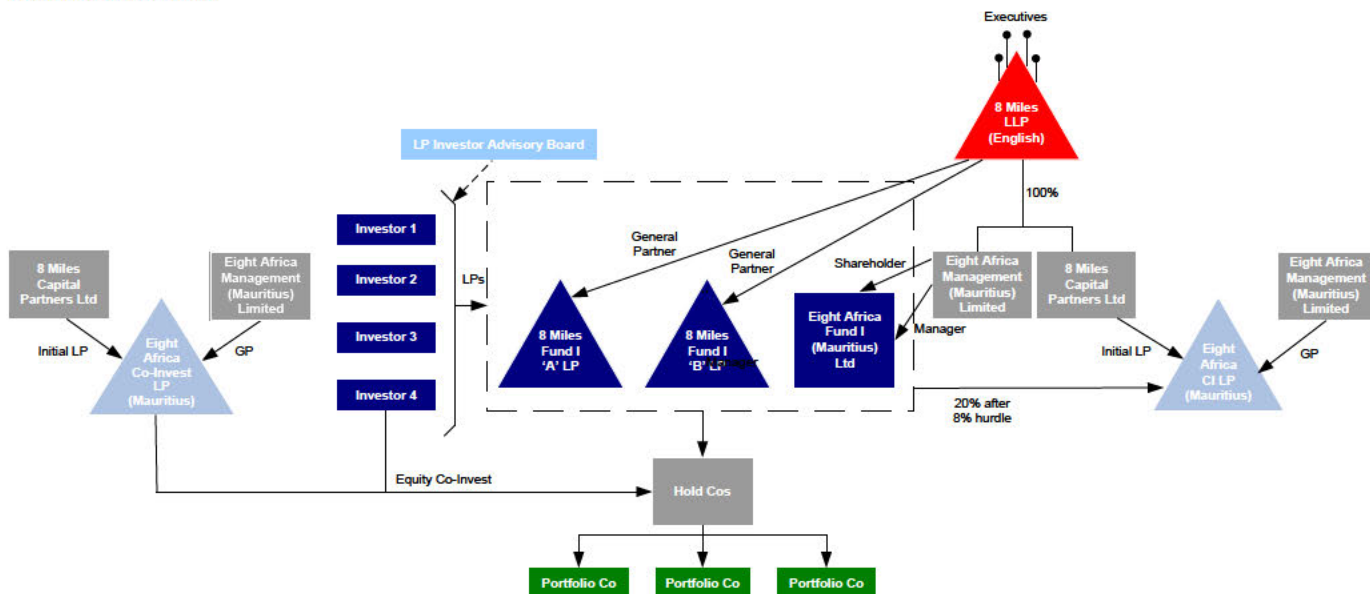 Executives
8 Miles
LLP
(English)
LP Investor Advisory Board
100%
Investor 1
Investor 2
Investor 3
Investor 4
LPs
General
Partner
General
Partner
Shareholder
Manager
8 Miles
Capital
Partners Ltd
Eight Africa
Management
(Mauritius)
Limited
Initial LP
GP
Eight
Africa
Co-Invest
LP
(Mauritius)
8 Miles
Fund I
'A' LP
8 Miles
Fund I
'B' LP
Eight Africa
Fund I
(Mauritius)
Ltd
Eight Africa
Management
(Mauritius)
Limited
8 Miles
Capital
Partners Ltd
Eight Africa
Management
(Mauritius)
Limited
Initial LP
GP
Eight
Africa
CI LP
(Mauritius)
20% after
8% hurdle
Equity Co-Invest
Hold Cos
Portfolio Co
Portfolio Co
Portfolio Co